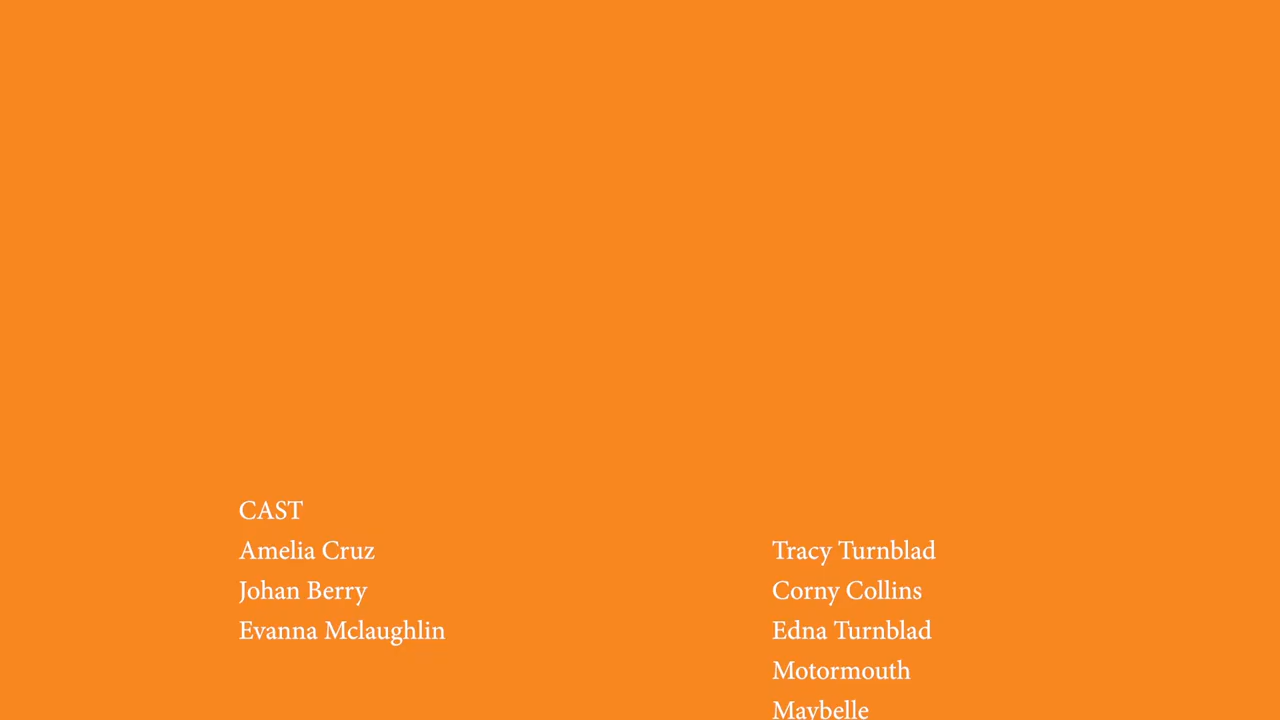 CAST
Amelia Cruz Tracy Turnblad
Johan Berry Corny Collins
Evanna Mclaughlin Edna Turnblad
Motormouth
Maybelle